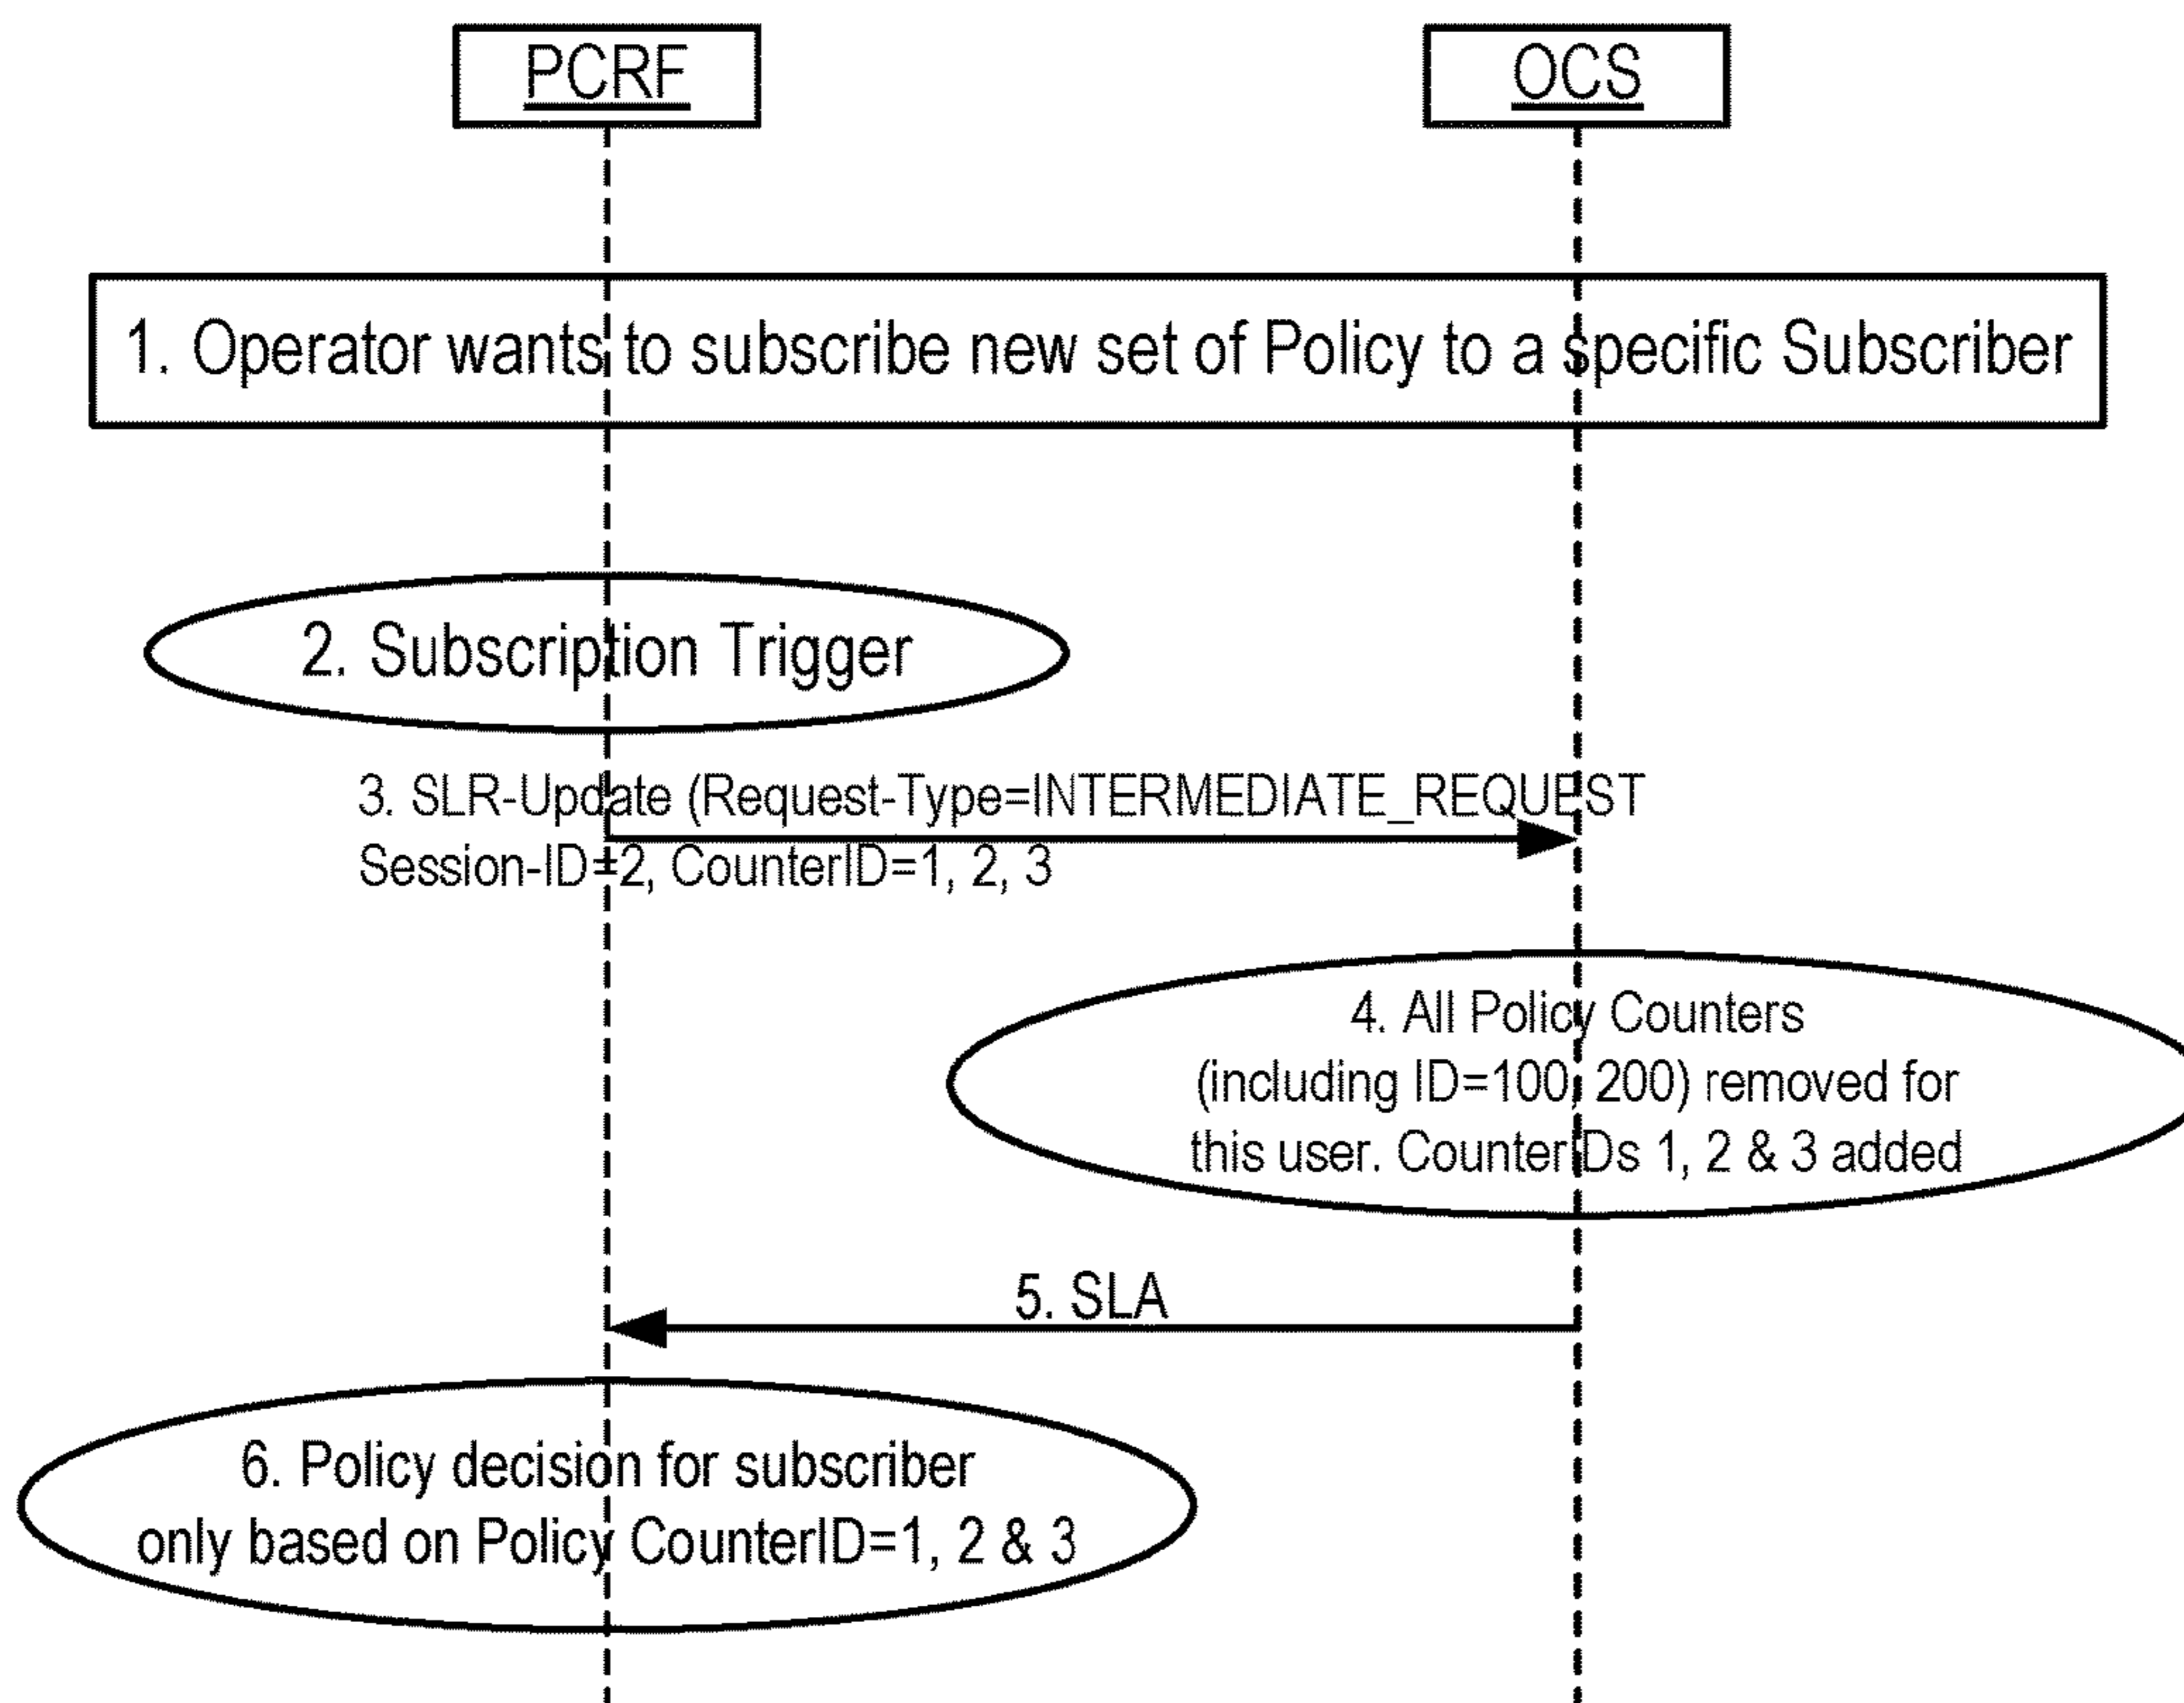 PCRF
OCS
1. Operator wants to subscribe new set of Policy to a specific Subscriber
2. Subscription Trigger
3. SLR-Update (Request-Type=INTERMEDIATE_REQUEST
Session-ID=2, CounterID=1, 2, 3
4. All Policy Counters
(including ID=100, 200) removed for
this user. Counter IDs 1, 2 & 3 added
5. SLA
6. Policy decision for subscriber
only based on Policy CounterID=1, 2 & 3